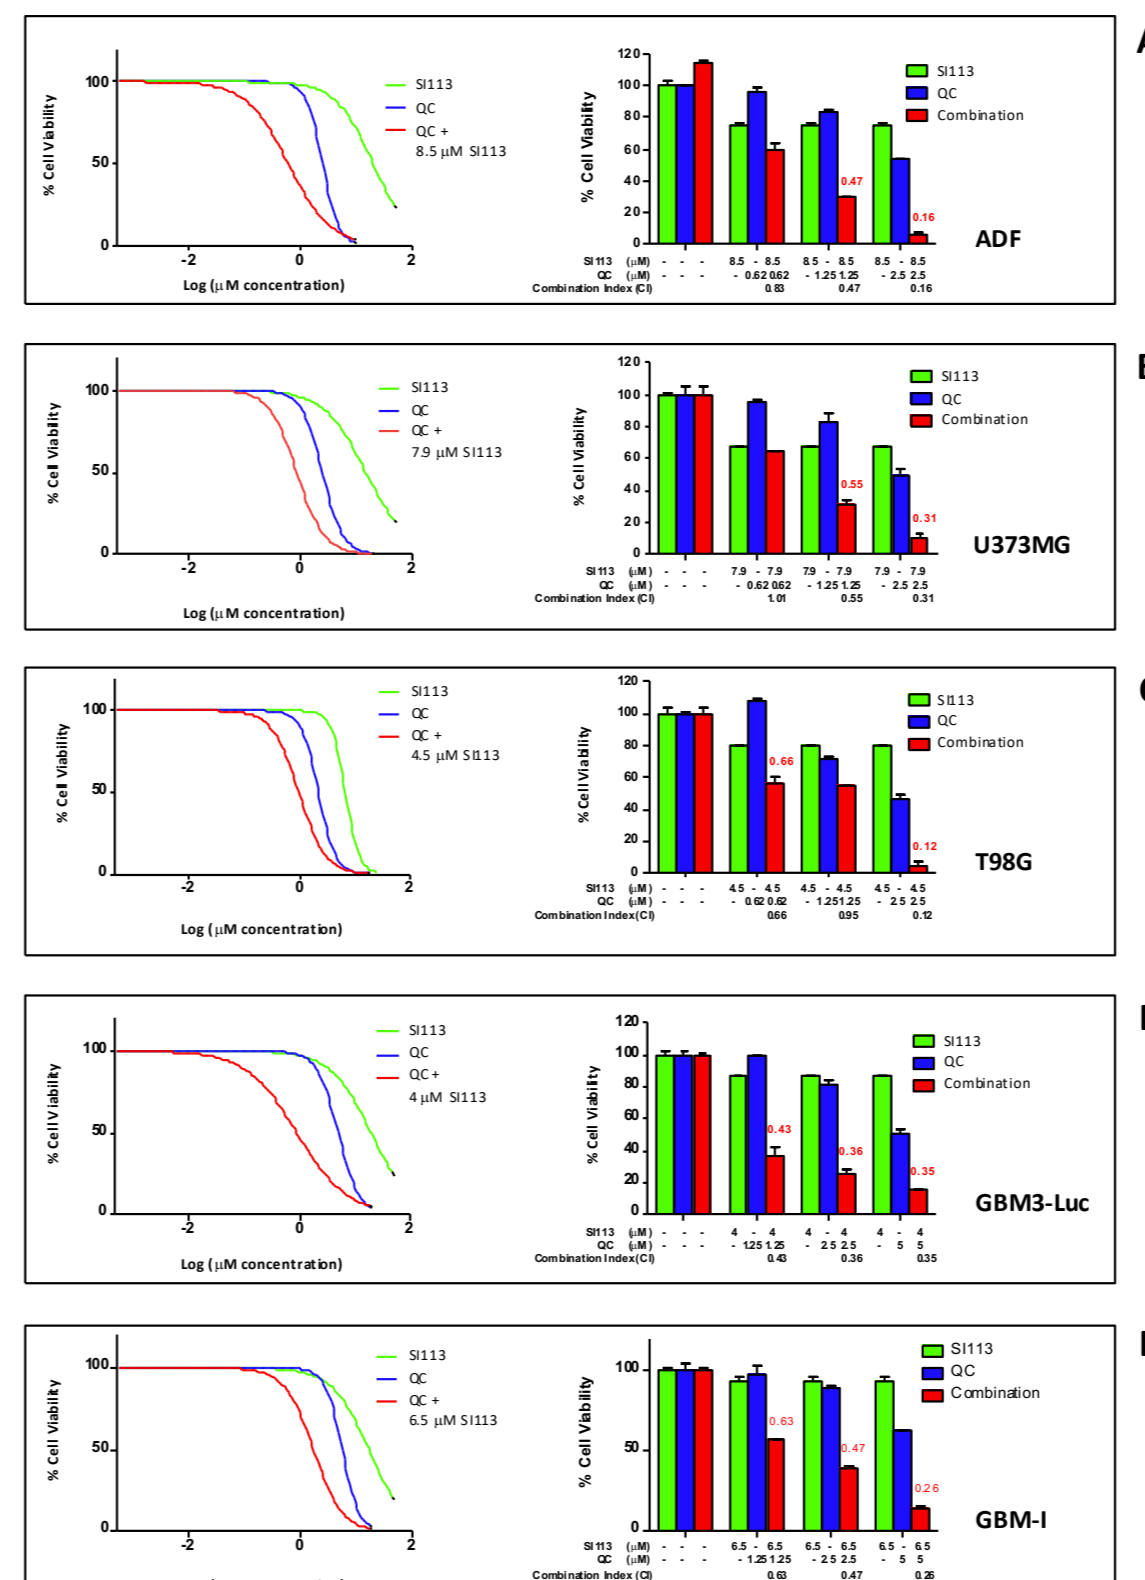 A
100
50
0
-2 0 2
% Cell Viability
Log (μM concentration)
SI113
QC
QC +
8.5 μM SI113
120
100
80
60
40
20
0
% Cell Viability
SI113
QC
Combination
0.47
0.16
SI113 (μM) - - - 8.5 - 8.5 8.5 - 8.5 8.5 - 8.5
QC (μM) - - - - 0.62 0.62 - 1.25 1.25 - 2.5 2.5
Combination Index (CI) 0.83 0.47 0.16
ADF
100
50
0
-2 0 2
% Cell Viability
Log (μM concentration)
SI113
QC
QC +
7.9 μM SI113
120
100
80
60
40
20
0
% Cell Viability
SI113
QC
Combination
0.55
0.31
SI113 (μM) - - - 7.9 - 7.9 7.9 - 7.9 7.9 - 7.9
QC (μM) - - - - 0.62 0.62 - 1.25 1.25 - 2.5 2.5
Combination Index (CI) 1.01 0.55 0.31
U373MG
100
50
0
-2 0 2
% Cell Viability
Log (μM concentration)
SI113
QC
QC +
4.5 μM SI113
120
100
80
60
40
20
0
% Cell Viability
SI113
QC
Combination
0.66
0.12
SI113 (μM) - - - 4.5 - 4.5 4.5 - 4.5 4.5 - 4.5
QC (μM) - - - - 0.62 0.62 - 1.25 1.25 - 2.5 2.5
Combination Index (CI) 0.66 0.95 0.12
T98G
100
50
0
-2 0 2
% Cell Viability
Log (μM concentration)
SI113
QC
QC +
4 μM SI113
120
100
80
60
40
20
0
% Cell Viability
SI113
QC
Combination
0.43
0.36
0.35
SI113 (μM) - - - 4 - 4 4 - 4 4 - 4
QC (μM) - - - - 1.25 1.25 - 2.5 2.5 - 5 5
Combination Index (CI) 0.43 0.36 0.35
GBM3-Luc
100
50
0
-2 0 2
% Cell Viability
SI113
QC
QC +
6.5 μM SI113
100
50
0
% Cell Viability
SI113
QC
Combination
0.63
0.47
0.26
SI113 (μM) - - - 6.5 - 6.5 6.5 - 6.5 6.5 - 6.5
QC (μM) - - - - 1.25 1.25 - 2.5 2.5 - 5 5
Combination Index (CI) 0.63 0.47 0.26
GBM-I